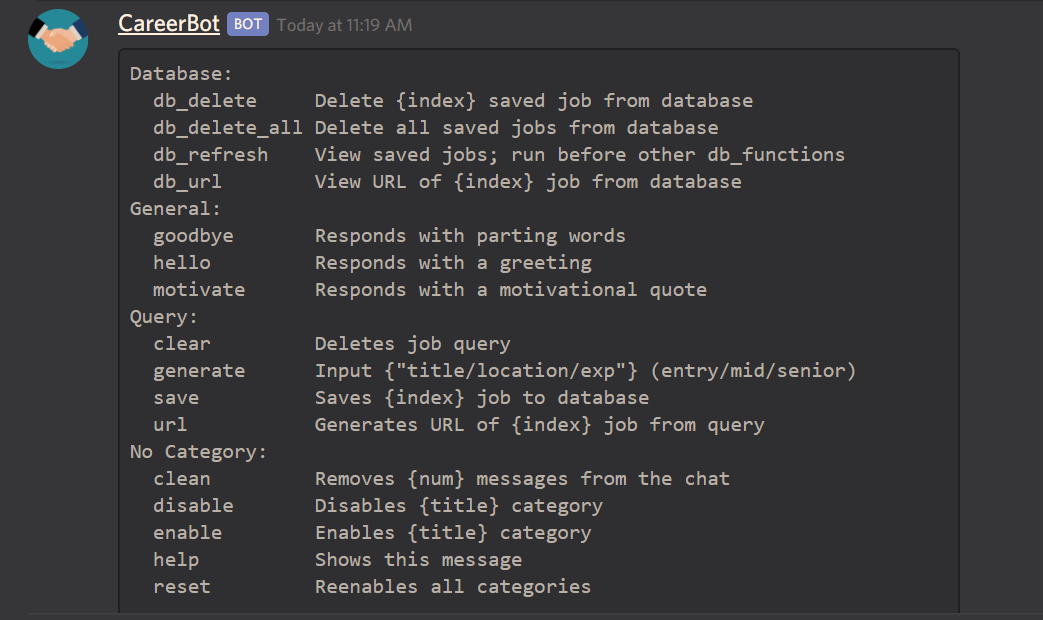 CareerBot BOT Today at 11:19 AM
Database:
  db_delete     Delete {index} saved job from database
  db_delete_all Delete all saved jobs from database
  db_refresh    View saved jobs; run before other db_functions
  db_url        View URL of {index} job from database
General:
  goodbye       Responds with parting words
  hello         Responds with a greeting
  motivate      Responds with a motivational quote
Query:
  clear         Deletes job query
  generate      Input {"title/location/exp"} (entry/mid/senior)
  save          Saves {index} job to database
  url           Generates URL of {index} job from query
No Category:
  clean         Removes {num} messages from the chat
  disable       Disables {title} category
  enable        Enables {title} category
  help          Shows this message
  reset         Reenables all categories